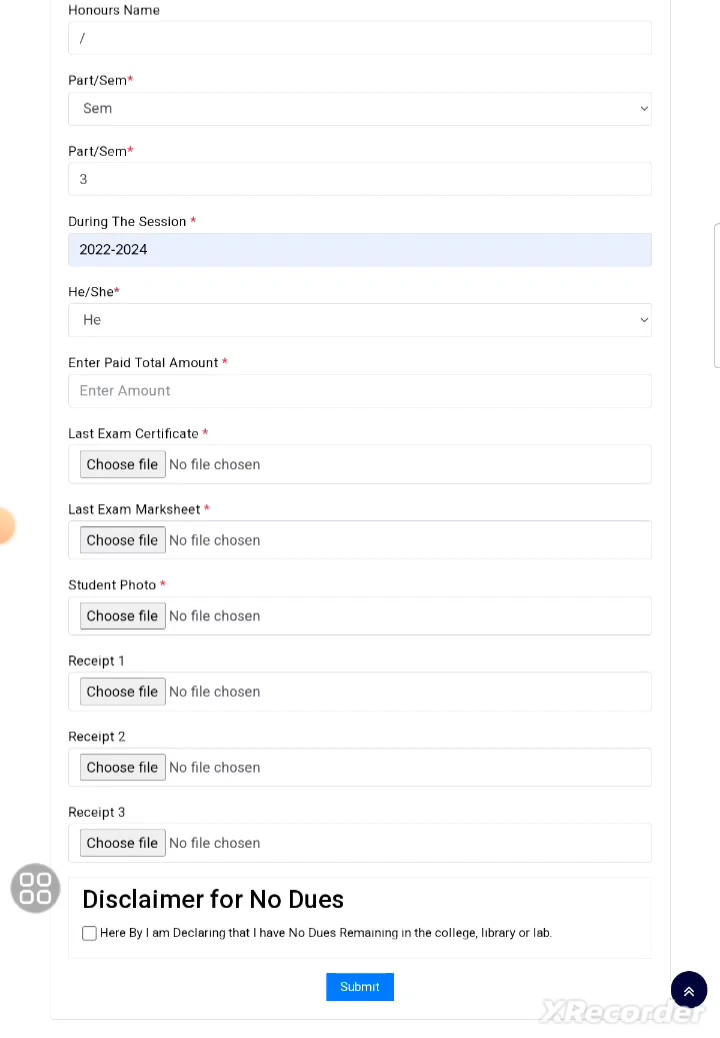 Honours Name
/
Part/Sem*
Sem
Part/Sem*
3
During The Session *
2022-2024
He/She*
He
Enter Paid Total Amount *
Enter Amount
Last Exam Certificate *
Choose file No file chosen
Last Exam Marksheet *
Choose file No file chosen
Student Photo *
Choose file No file chosen
Receipt 1
Choose file No file chosen
Receipt 2
Choose file No file chosen
Receipt 3
Choose file No file chosen
Disclaimer for No Dues
Here By I am Declaring that I have No Dues Remaining in the college, library or lab.
Submit
XRecorder